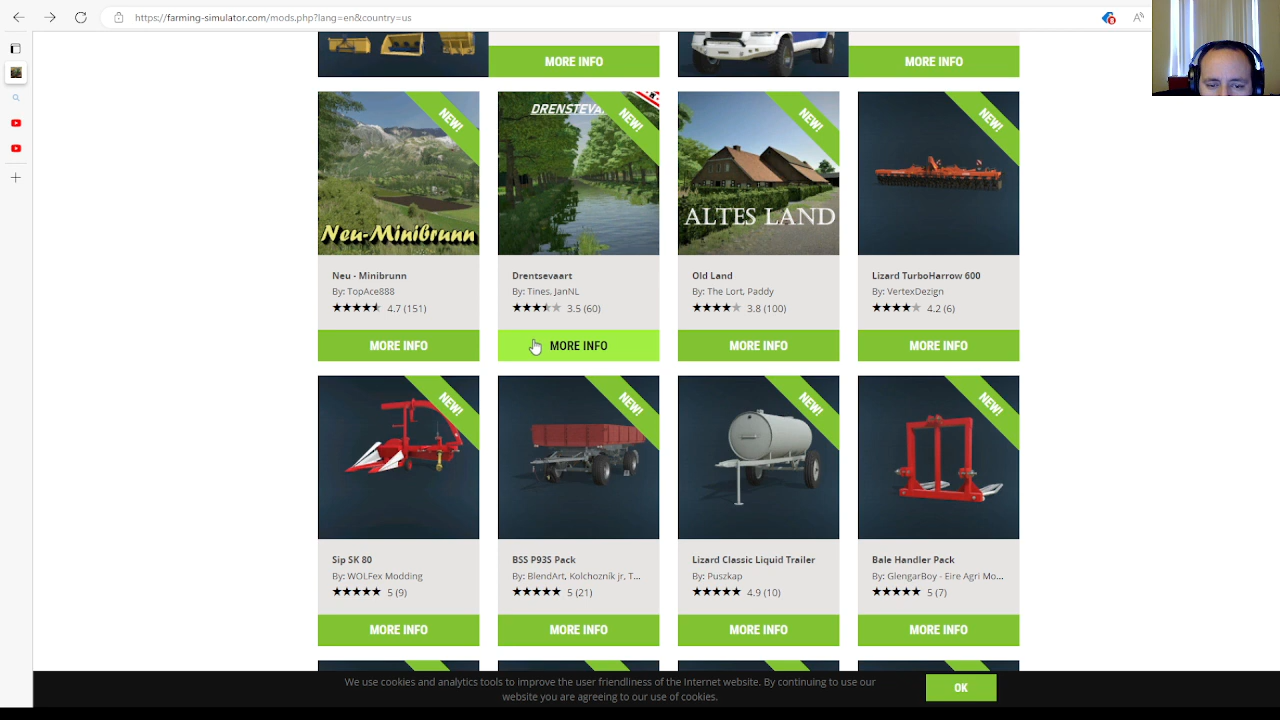 https://farming-simulator.com/mods.php?lang=en&country=us
MORE INFO MORE INFO
NEW! NEW! NEW! NEW!
Neu-Minibrunn ALTES LAND
Neu - Minibrunn Drentsevaart Old Land Lizard TurboHarrow 600
By: TopAce888 By: Tines, JanNL By: The Lort, Paddy By: VertexDezign
4.7 (151) 3.5 (60) 3.8 (100) 4.2 (6)
MORE INFO MORE INFO MORE INFO MORE INFO
NEW! NEW! NEW! NEW!
Sip SK 80 BSS P93S Pack Lizard Classic Liquid Trailer Bale Handler Pack
By: WOLFex Modding By: BlendArt, Kolchozník jr, T... By: Puszkap By: GlengarBoy - Eire Agri Mo...
5 (9) 5 (21) 4.9 (10) 5 (7)
MORE INFO MORE INFO MORE INFO MORE INFO
We use cookies and analytics tools to improve the user friendliness of the Internet website. By continuing to use our
website you are agreeing to our use of cookies.
OK